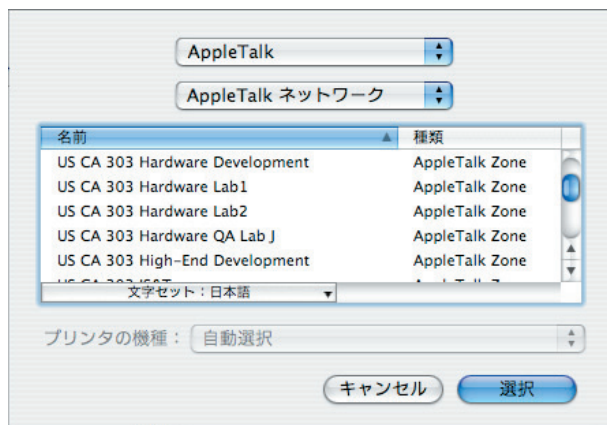 AppleTalk
AppleTalk ネットワーク
名前 種類
US CA 303 Hardware Development AppleTalk Zone
US CA 303 Hardware Lab1 AppleTalk Zone
US CA 303 Hardware Lab2 AppleTalk Zone
US CA 303 Hardware QA Lab J AppleTalk Zone
US CA 303 High-End Development AppleTalk Zone
文字セット：日本語
プリンタの機種： 自動選択
キャンセル 選択